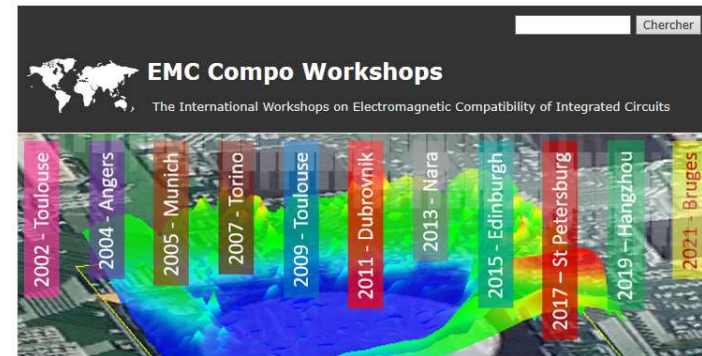 Chercher
EMC Compo Workshops
The International Workshops on Electromagnetic Compatibility of Integrated Circuits
2002 - Toulouse
2004 - Angers
2005 - Munich
2007 - Torino
2009 - Toulouse
2011 - Dubrovnik
2013 - Nara
2015 - Edinburgh
2017 – St Petersburg
2019 – Hangzhou
2021 - Bruges